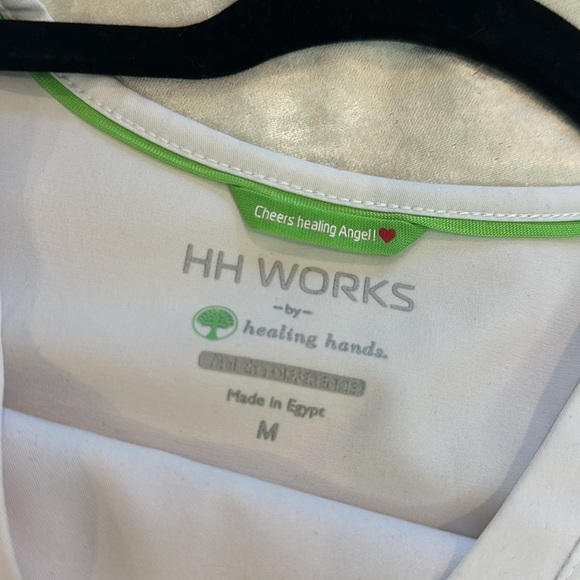 Cheers healing Angel!
HH WORKS
-by-
healing hands.
Made in Egypt
M